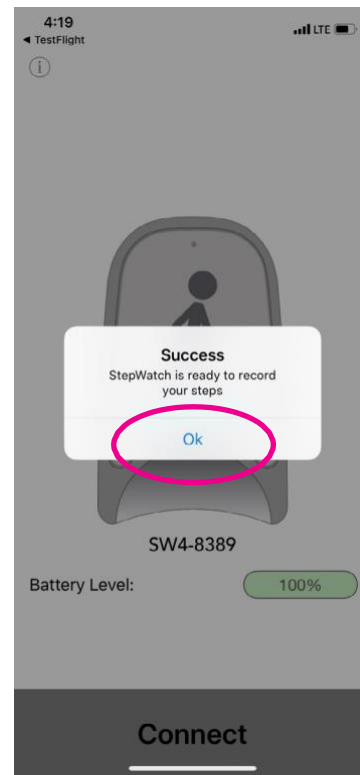 4:19
LTE
◀ TestFlight
i
Success
StepWatch is ready to record
your steps
Ok
SW4-8389
Battery Level: 100%
Connect